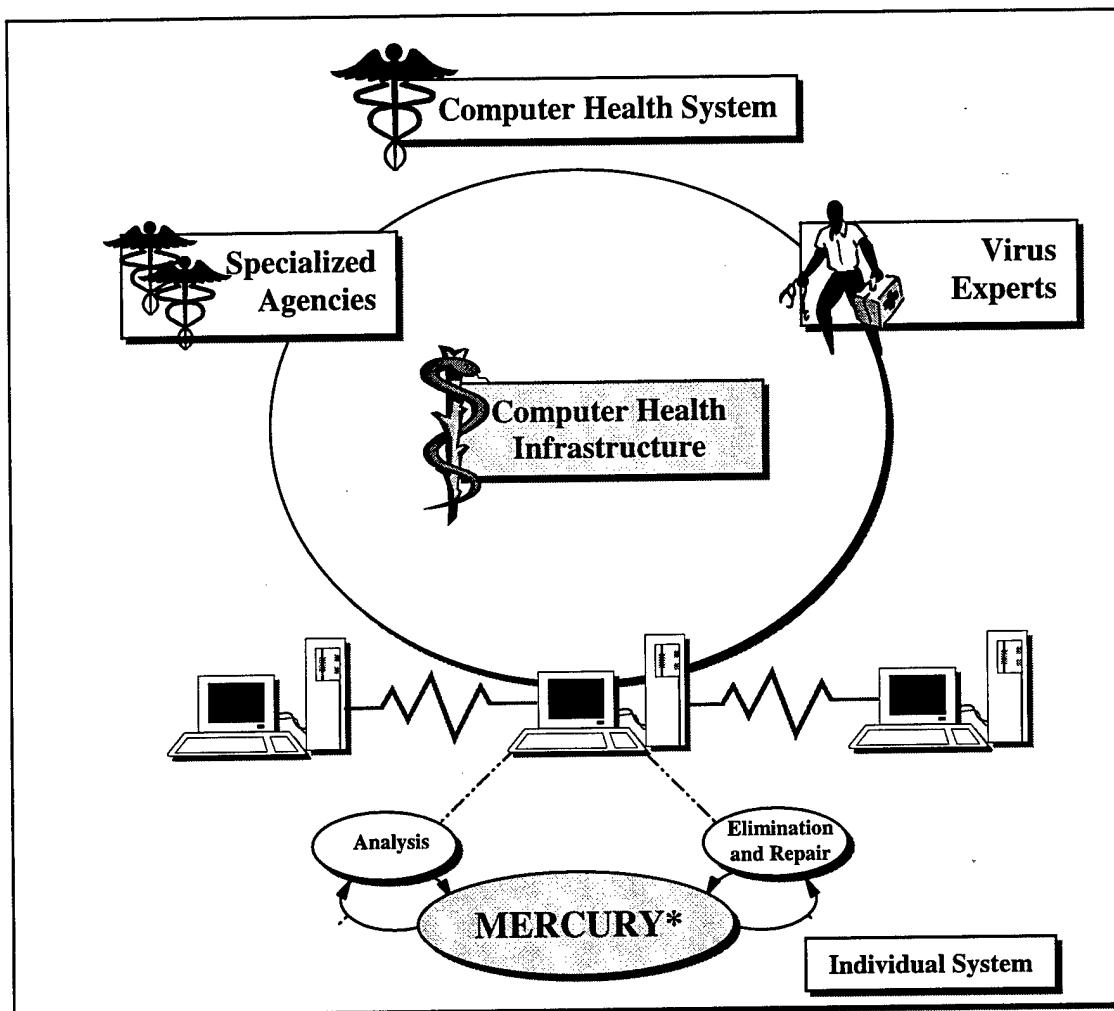 Computer Health System
Specialized
Agencies
Virus
Experts
Computer Health
Infrastructure
Analysis
Elimination
and Repair
MERCURY*
Individual System